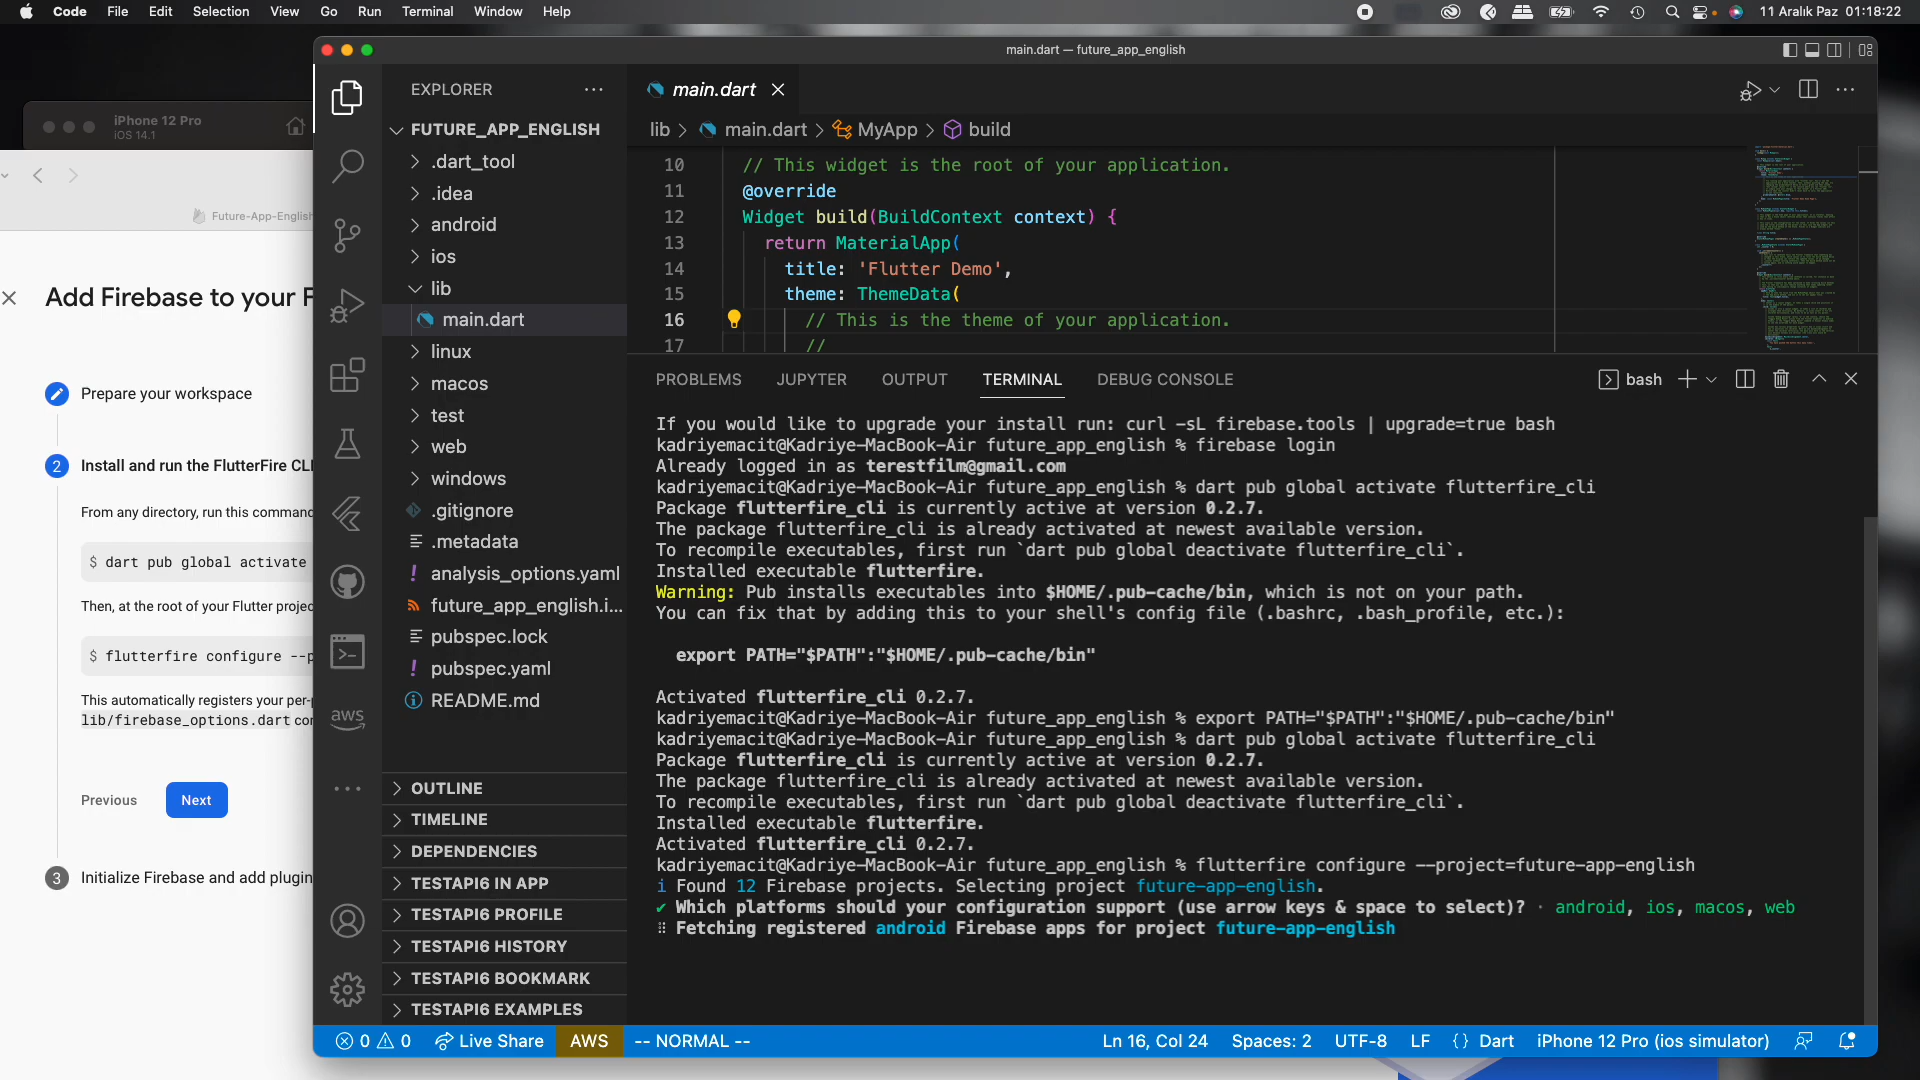 Code File Edit Selection View Go Run Terminal Window Help
11 Aralık Paz 01:18:22
iPhone 12 Pro
iOS 14.1
Future-App-English
Add Firebase to your F
Prepare your workspace
2 Install and run the FlutterFire CLI
From any directory, run this command
$ dart pub global activate
Then, at the root of your Flutter projec
$ flutterfire configure --p
This automatically registers your per-p
lib/firebase_options.dart con
Previous Next
3 Initialize Firebase and add plugin
main.dart — future_app_english
EXPLORER
FUTURE_APP_ENGLISH
.dart_tool
.idea
android
ios
lib
main.dart
linux
macos
test
web
windows
.gitignore
.metadata
analysis_options.yaml
future_app_english.i...
pubspec.lock
pubspec.yaml
README.md
aws
OUTLINE
TIMELINE
DEPENDENCIES
TESTAPI6 IN APP
TESTAPI6 PROFILE
TESTAPI6 HISTORY
TESTAPI6 BOOKMARK
TESTAPI6 EXAMPLES
main.dart
lib > main.dart > MyApp > build
10 // This widget is the root of your application.
11 @override
12 Widget build(BuildContext context) {
13 return MaterialApp(
14 title: 'Flutter Demo',
15 theme: ThemeData(
16 // This is the theme of your application.
17 //
PROBLEMS JUPYTER OUTPUT TERMINAL DEBUG CONSOLE
bash
If you would like to upgrade your install run: curl -sL firebase.tools | upgrade=true bash
kadriyemacit@Kadriye-MacBook-Air future_app_english % firebase login
Already logged in as terestfilm@gmail.com
kadriyemacit@Kadriye-MacBook-Air future_app_english % dart pub global activate flutterfire_cli
Package flutterfire_cli is currently active at version 0.2.7.
The package flutterfire_cli is already activated at newest available version.
To recompile executables, first run `dart pub global deactivate flutterfire_cli`.
Installed executable flutterfire.
Warning: Pub installs executables into $HOME/.pub-cache/bin, which is not on your path.
You can fix that by adding this to your shell's config file (.bashrc, .bash_profile, etc.):
export PATH="$PATH":"$HOME/.pub-cache/bin"
Activated flutterfire_cli 0.2.7.
kadriyemacit@Kadriye-MacBook-Air future_app_english % export PATH="$PATH":"$HOME/.pub-cache/bin"
kadriyemacit@Kadriye-MacBook-Air future_app_english % dart pub global activate flutterfire_cli
Package flutterfire_cli is currently active at version 0.2.7.
The package flutterfire_cli is already activated at newest available version.
To recompile executables, first run `dart pub global deactivate flutterfire_cli`.
Installed executable flutterfire.
Activated flutterfire_cli 0.2.7.
kadriyemacit@Kadriye-MacBook-Air future_app_english % flutterfire configure --project=future-app-english
i Found 12 Firebase projects. Selecting project future-app-english.
✔ Which platforms should your configuration support (use arrow keys & space to select)? · android, ios, macos, web
⠿ Fetching registered android Firebase apps for project future-app-english
0 0 Live Share AWS -- NORMAL -- Ln 16, Col 24 Spaces: 2 UTF-8 LF {} Dart iPhone 12 Pro (ios simulator)